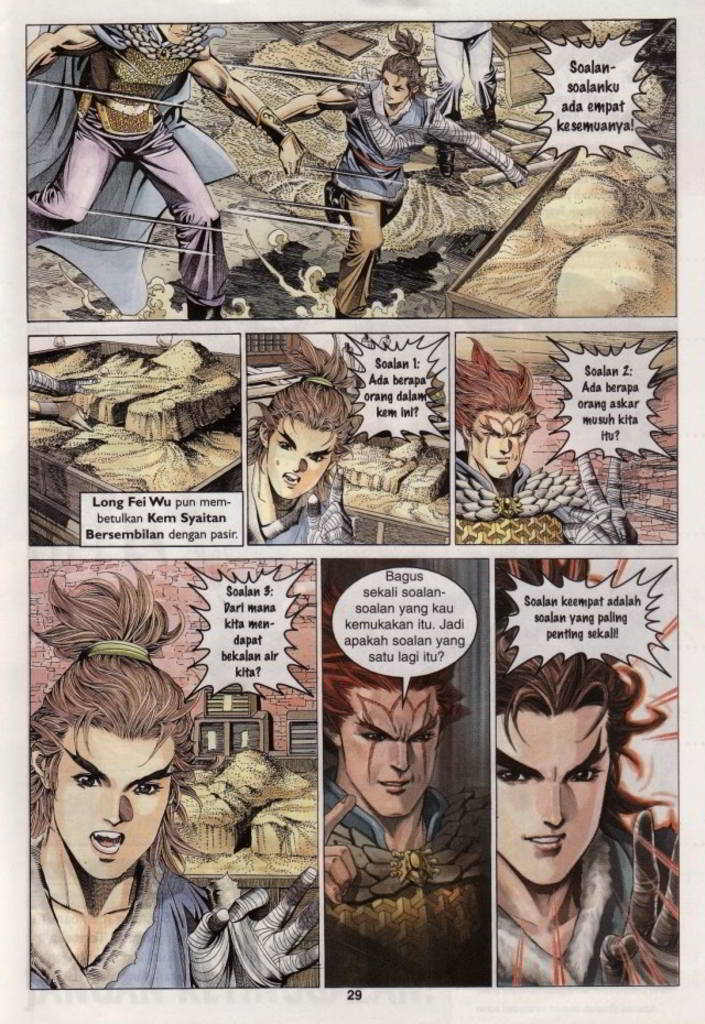 Soalan-
soalanku
ada empat
kesemuanya!
Long Fei Wu pun mem-
betulkan Kem Syaitan
Bersembilan dengan pasir.
Soalan 1:
Ada berapa
orang dalam
kem ini?
Soalan 2:
Ada berapa
orang askar
musuh kita
itu?
Soalan 3:
Dari mana
kita men-
dapat
bekalan air
kita?
Bagus
sekali soalan-
soalan yang kau
kemukakan itu. Jadi
apakah soalan yang
satu lagi itu?
Soalan keempat adalah
soalan yang paling
penting sekali!
29